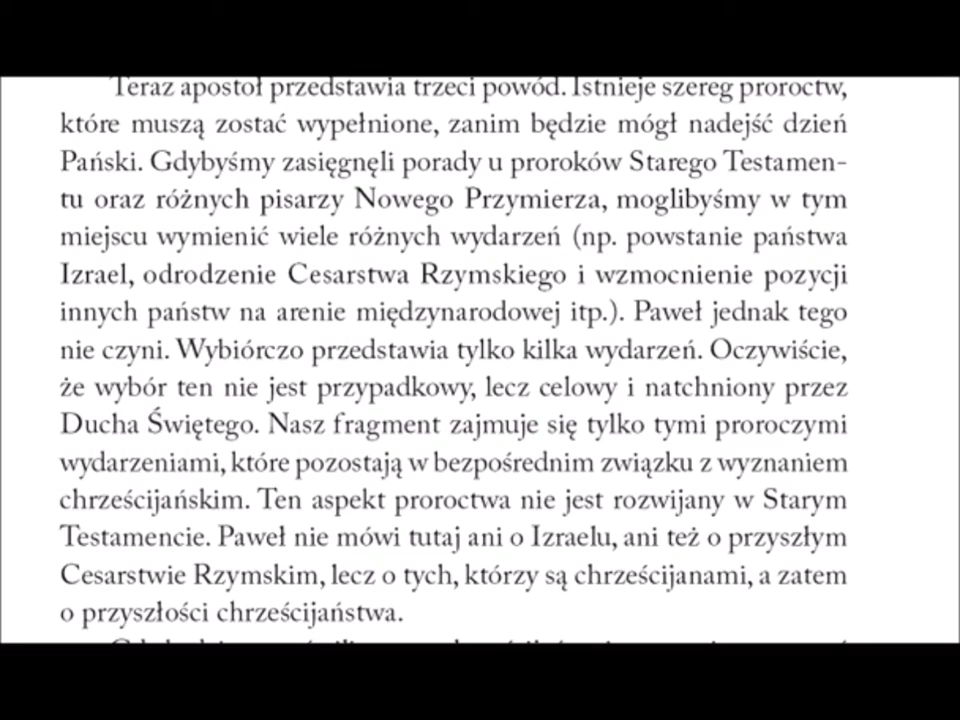 Teraz apostoł przedstawia trzeci powód. Istnieje szereg proroctw,
które muszą zostać wypełnione, zanim będzie mógł nadejść dzień
Pański. Gdybyśmy zasięgnęli porady u proroków Starego Testamen-
tu oraz różnych pisarzy Nowego Przymierza, moglibyśmy w tym
miejscu wymienić wiele różnych wydarzeń (np. powstanie państwa
Izrael, odrodzenie Cesarstwa Rzymskiego i wzmocnienie pozycji
innych państw na arenie międzynarodowej itp.). Paweł jednak tego
nie czyni. Wybiórczo przedstawia tylko kilka wydarzeń. Oczywiście,
że wybór ten nie jest przypadkowy, lecz celowy i natchniony przez
Ducha Świętego. Nasz fragment zajmuje się tylko tymi proroczymi
wydarzeniami, które pozostają w bezpośrednim związku z wyznaniem
chrześcijańskim. Ten aspekt proroctwa nie jest rozwijany w Starym
Testamencie. Paweł nie mówi tutaj ani o Izraelu, ani też o przyszłym
Cesarstwie Rzymskim, lecz o tych, którzy są chrześcijanami, a zatem
o przyszłości chrześcijaństwa.